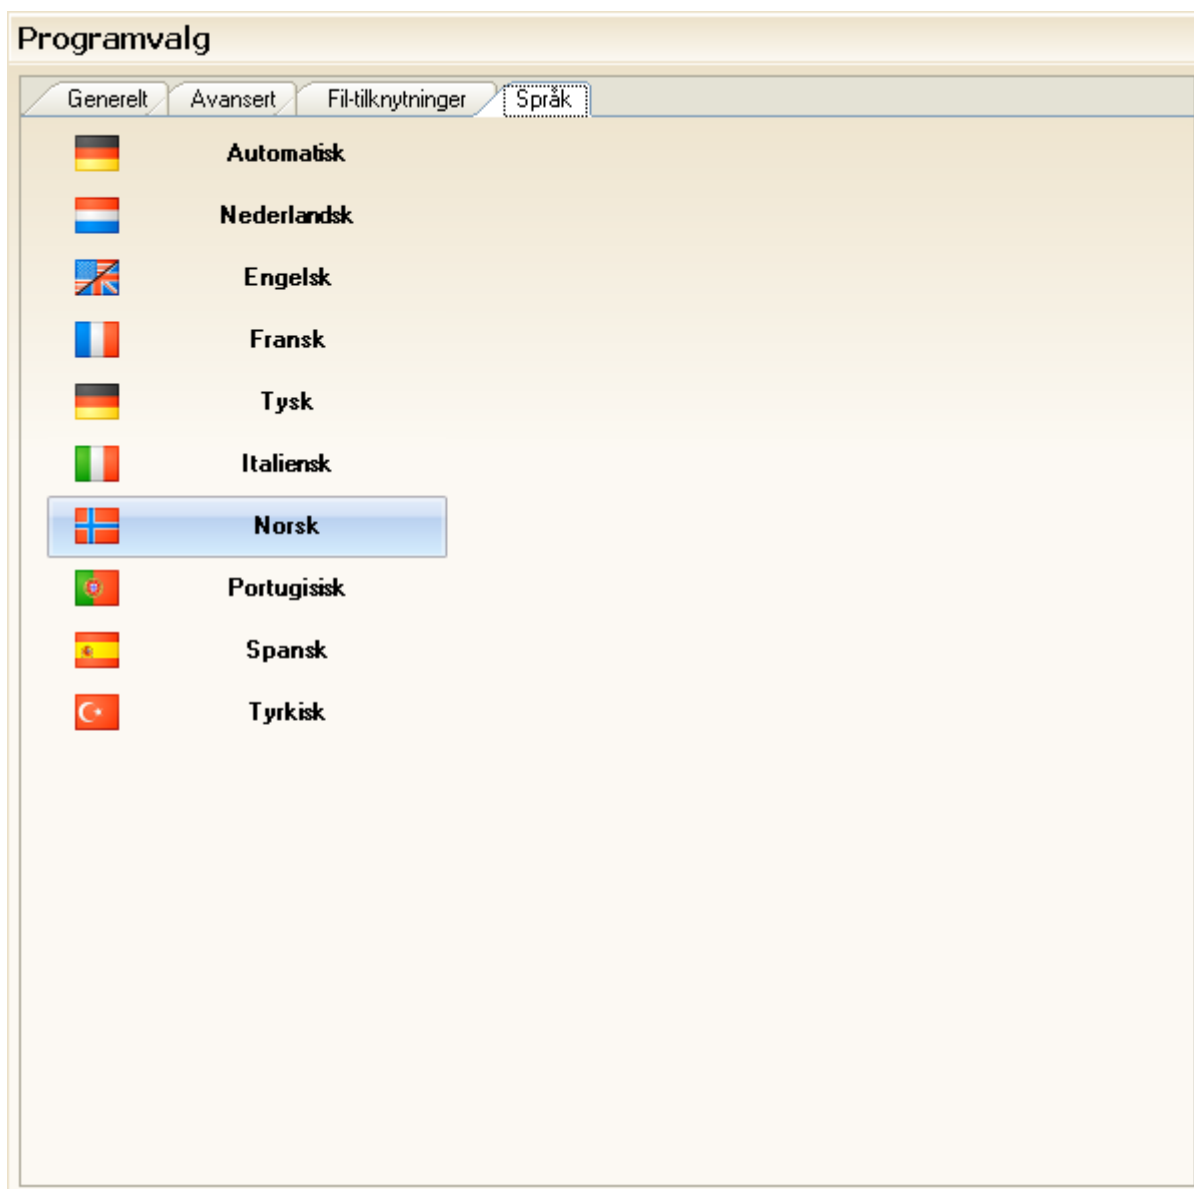 Programvalg
Generelt Avansert Fil-tilknytninger Språk
Automatisk
Nederlandsk
Engelsk
Fransk
Tysk
Italiensk
Norsk
Portugisisk
Spansk
Tyrkisk